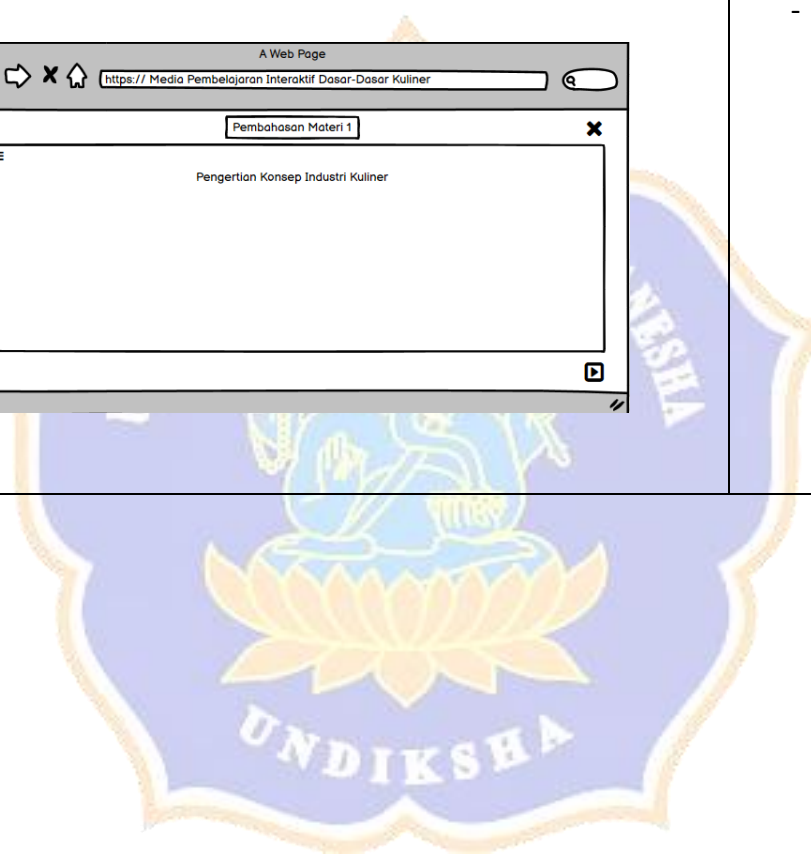 -
A Web Page
https:// Media Pembelajaran Interaktif Dasar-Dasar Kuliner
Pembahasan Materi 1
Pengertian Konsep Industri Kuliner
UNDIKSHA